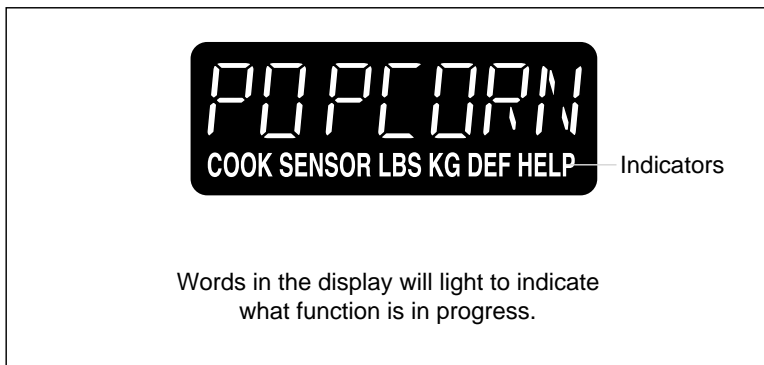 POPCORN
COOK SENSOR LBS KG DEF HELP
Indicators
Words in the display will light to indicate
what function is in progress.